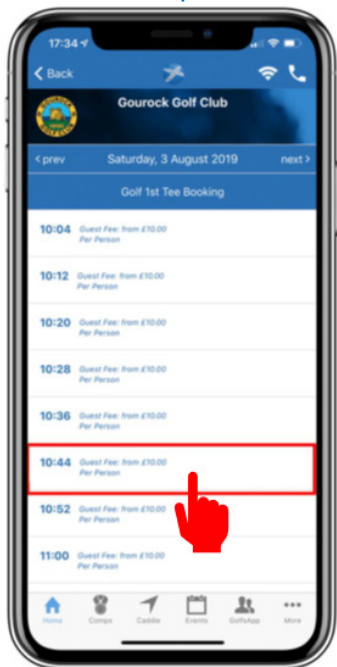 17:34
Back
GOUROCK
GOLF CLUB
Gourock Golf Club
prev Saturday, 3 August 2019 next
Golf 1st Tee Booking
10:04 Guest Fee: from £10.00
Per Person
10:12 Guest Fee: from £10.00
Per Person
10:20 Guest Fee: from £10.00
Per Person
10:28 Guest Fee: from £10.00
Per Person
10:36 Guest Fee: from £10.00
Per Person
10:44 Guest Fee: from £10.00
Per Person
10:52 Guest Fee: from £10.00
Per Person
11:00 Guest Fee: from £10.00
Per Person
Home Comps Caddie Events GolfsApp More